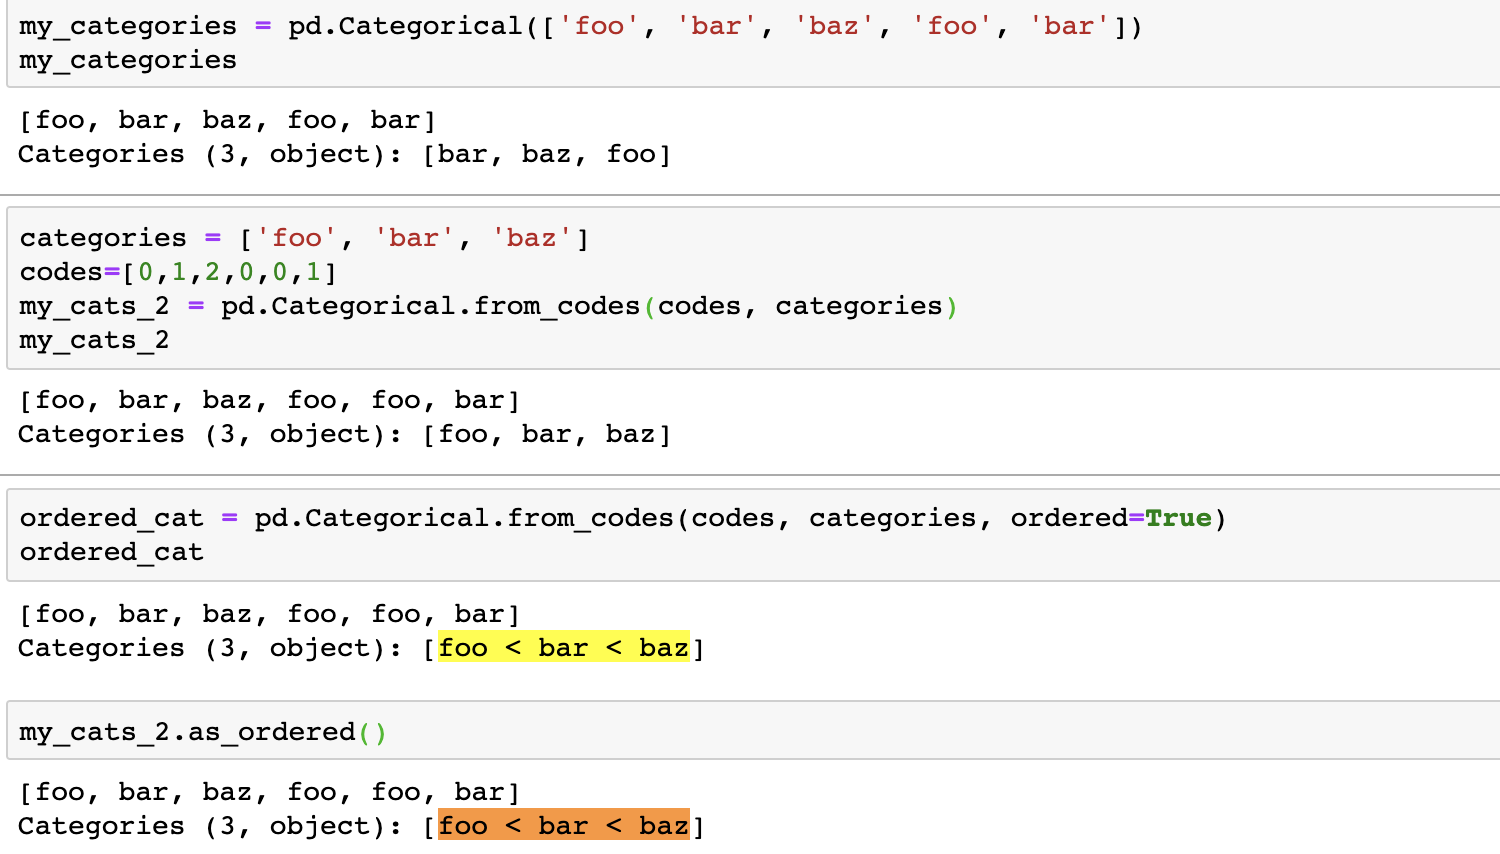 my_categories = pd.Categorical(['foo', 'bar', 'baz', 'foo', 'bar'])
my_categories
[foo, bar, baz, foo, bar]
Categories (3, object): [bar, baz, foo]
categories = ['foo', 'bar', 'baz']
codes=[0,1,2,0,0,1]
my_cats_2 = pd.Categorical.from_codes(codes, categories)
my_cats_2
[foo, bar, baz, foo, foo, bar]
Categories (3, object): [foo, bar, baz]
ordered_cat = pd.Categorical.from_codes(codes, categories, ordered=True)
ordered_cat
[foo, bar, baz, foo, foo, bar]
Categories (3, object): [foo < bar < baz]
my_cats_2.as_ordered()
[foo, bar, baz, foo, foo, bar]
Categories (3, object): [foo < bar < baz]